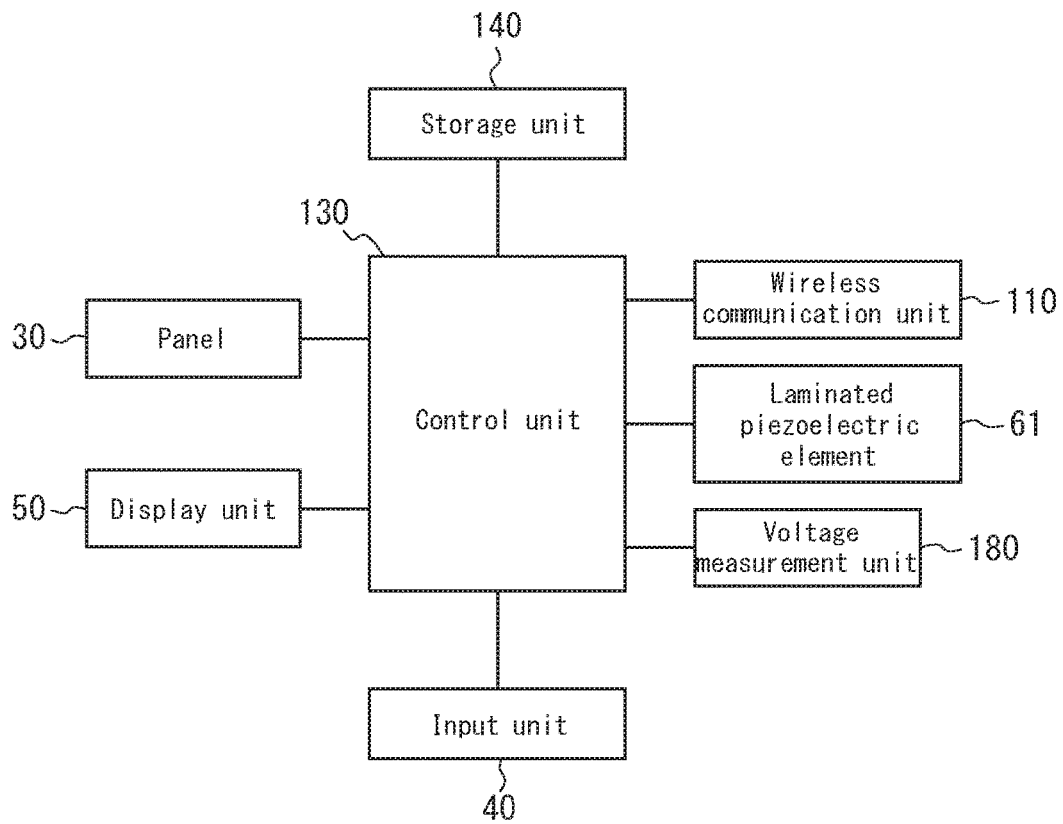 140
Storage unit
130
Wireless
communication unit
110
30
Panel
Control unit
Laminated
piezoelectric
element
61
50
Display unit
Voltage
measurement unit
180
Input unit
40